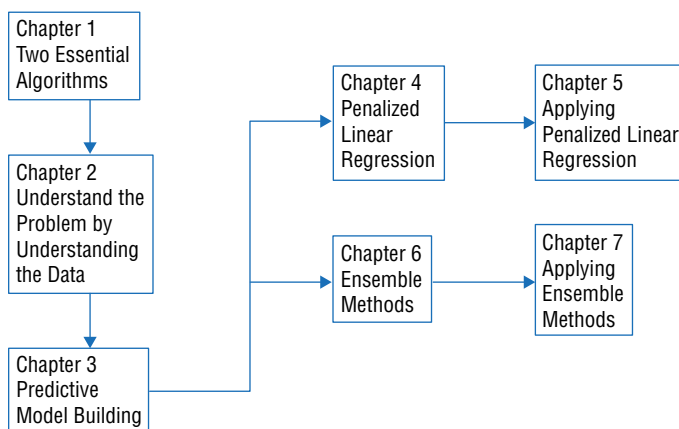 Chapter 1
Two Essential
Algorithms
Chapter 2
Understand the
Problem by
Understanding
the Data
Chapter 3
Predictive
Model Building
Chapter 4
Penalized
Linear
Regression
Chapter 5
Applying
Penalized Linear
Regression
Chapter 6
Ensemble
Methods
Chapter 7
Applying
Ensemble
Methods